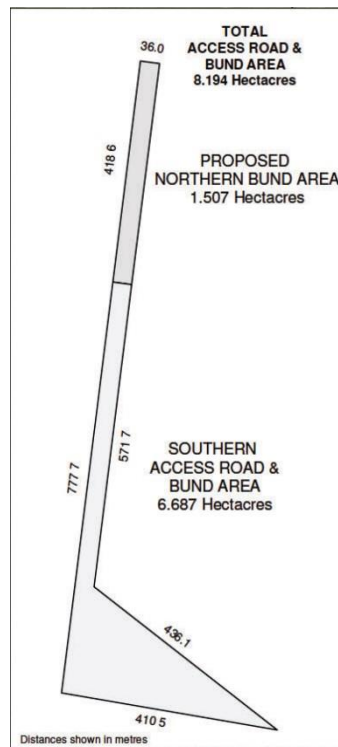 TOTAL
ACCESS ROAD &
BUND AREA
8.194 Hectacres
36.0
418 6
PROPOSED
NORTHERN BUND AREA
1.507 Hectacres
777 7
571 7
SOUTHERN
ACCESS ROAD &
BUND AREA
6.687 Hectacres
436.1
410 5
Distances shown in metres